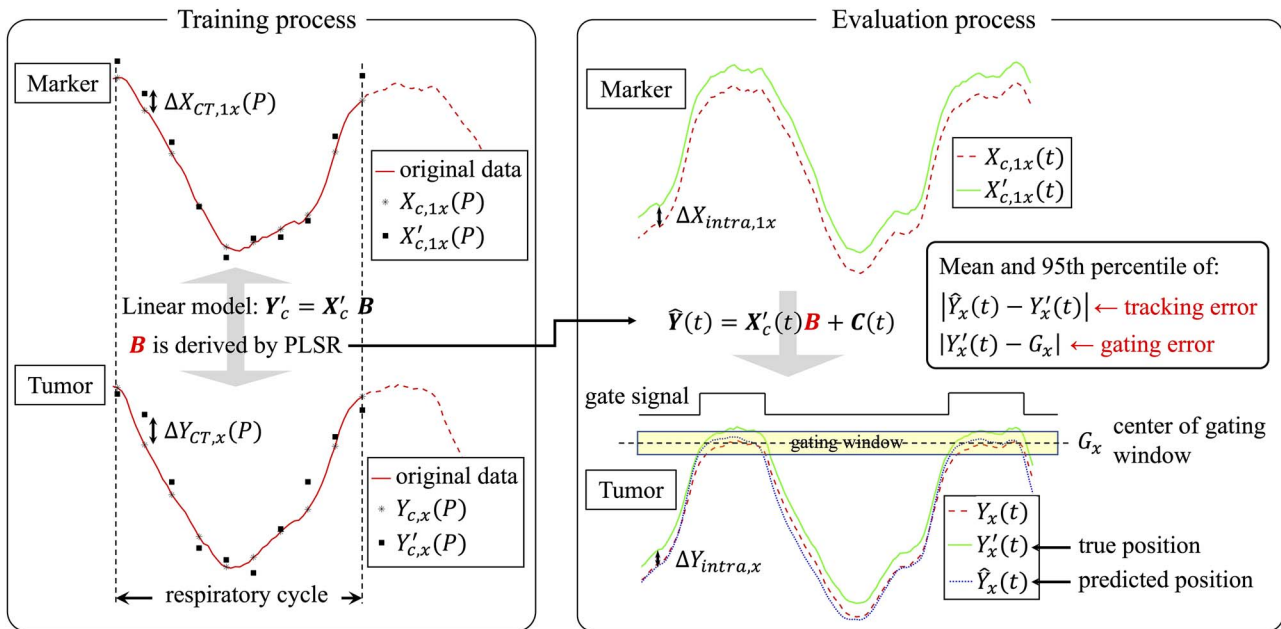 Training process
Marker
ΔX_{CT,1x}(P)
original data
X_{c,1x}(P)
X′_{c,1x}(P)
Linear model: Y′_c = X′_c B
B is derived by PLSR
Tumor
ΔY_{CT,x}(P)
original data
Y_{c,x}(P)
Y′_{c,x}(P)
respiratory cycle
Evaluation process
Marker
X_{c,1x}(t)
X′_{c,1x}(t)
ΔX_{intra,1x}
Mean and 95th percentile of:
|Ŷ_x(t) − Y′_x(t)| ← tracking error
|Y′_x(t) − G_x| ← gating error
Ŷ(t) = X′_c(t)B + C(t)
gate signal
gating window
G_x
center of gating
window
Tumor
ΔY_{intra,x}
Y_x(t)
Y′_x(t)
true position
Ŷ_x(t)
predicted position